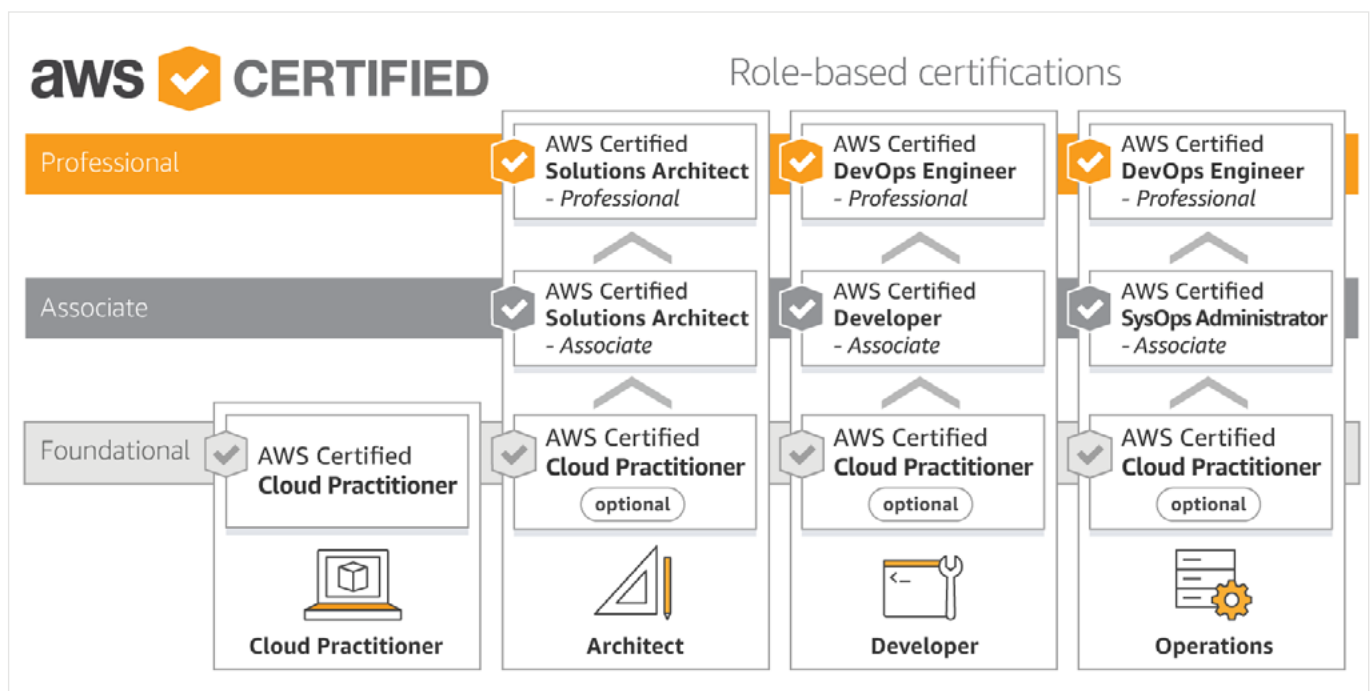 aws CERTIFIED
Role-based certifications
Professional
AWS Certified
Solutions Architect
- Professional
AWS Certified
DevOps Engineer
- Professional
AWS Certified
DevOps Engineer
- Professional
Associate
AWS Certified
Solutions Architect
- Associate
AWS Certified
Developer
- Associate
AWS Certified
SysOps Administrator
- Associate
Foundational
AWS Certified
Cloud Practitioner
AWS Certified
Cloud Practitioner
optional
AWS Certified
Cloud Practitioner
optional
AWS Certified
Cloud Practitioner
optional
Cloud Practitioner
Architect
Developer
Operations